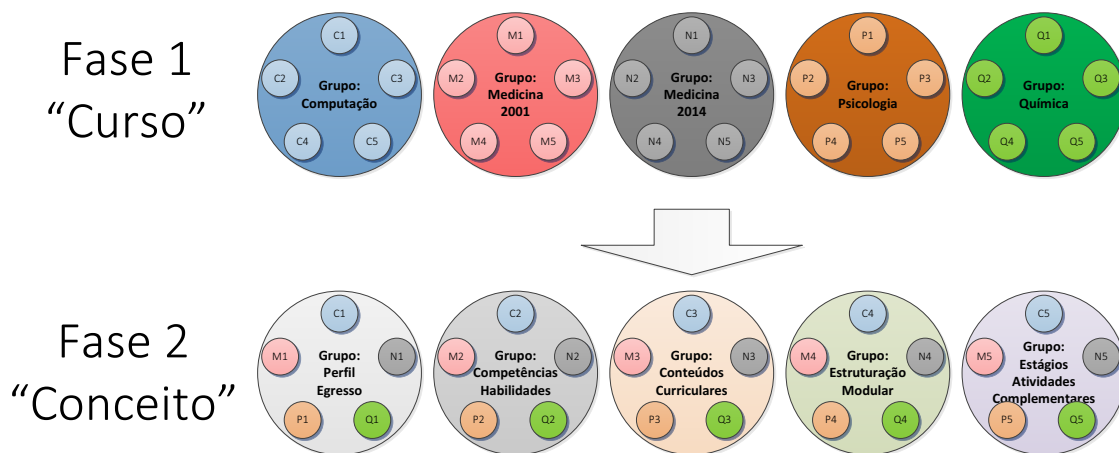 Fase 1
“Curso”
C1
C2
C3
C4
C5
Grupo:
Computação
M1
M2
M3
M4
M5
Grupo:
Medicina
2001
N1
N2
N3
N4
N5
Grupo:
Medicina
2014
P1
P2
P3
P4
P5
Grupo:
Psicologia
Q1
Q2
Q3
Q4
Q5
Grupo:
Química
Fase 2
“Conceito”
C1
M1
N1
P1
Q1
Grupo:
Perfil
Egresso
C2
M2
N2
P2
Q2
Grupo:
Competências
Habilidades
C3
M3
N3
P3
Q3
Grupo:
Conteúdos
Curriculares
C4
M4
N4
P4
Q4
Grupo:
Estruturação
Modular
C5
M5
N5
P5
Q5
Grupo:
Estágios
Atividades
Complementares